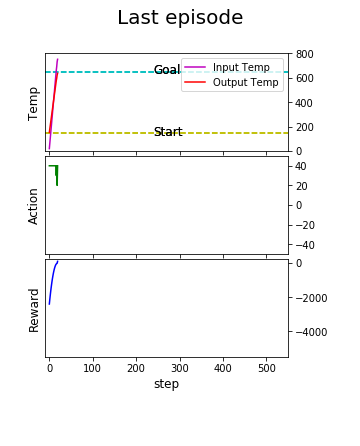 Last episode
Temp
Goal
Start
Input Temp
Output Temp
800
600
400
200
0
Action
40
20
0
−20
−40
Reward
0
−2000
−4000
0 100 200 300 400 500
step